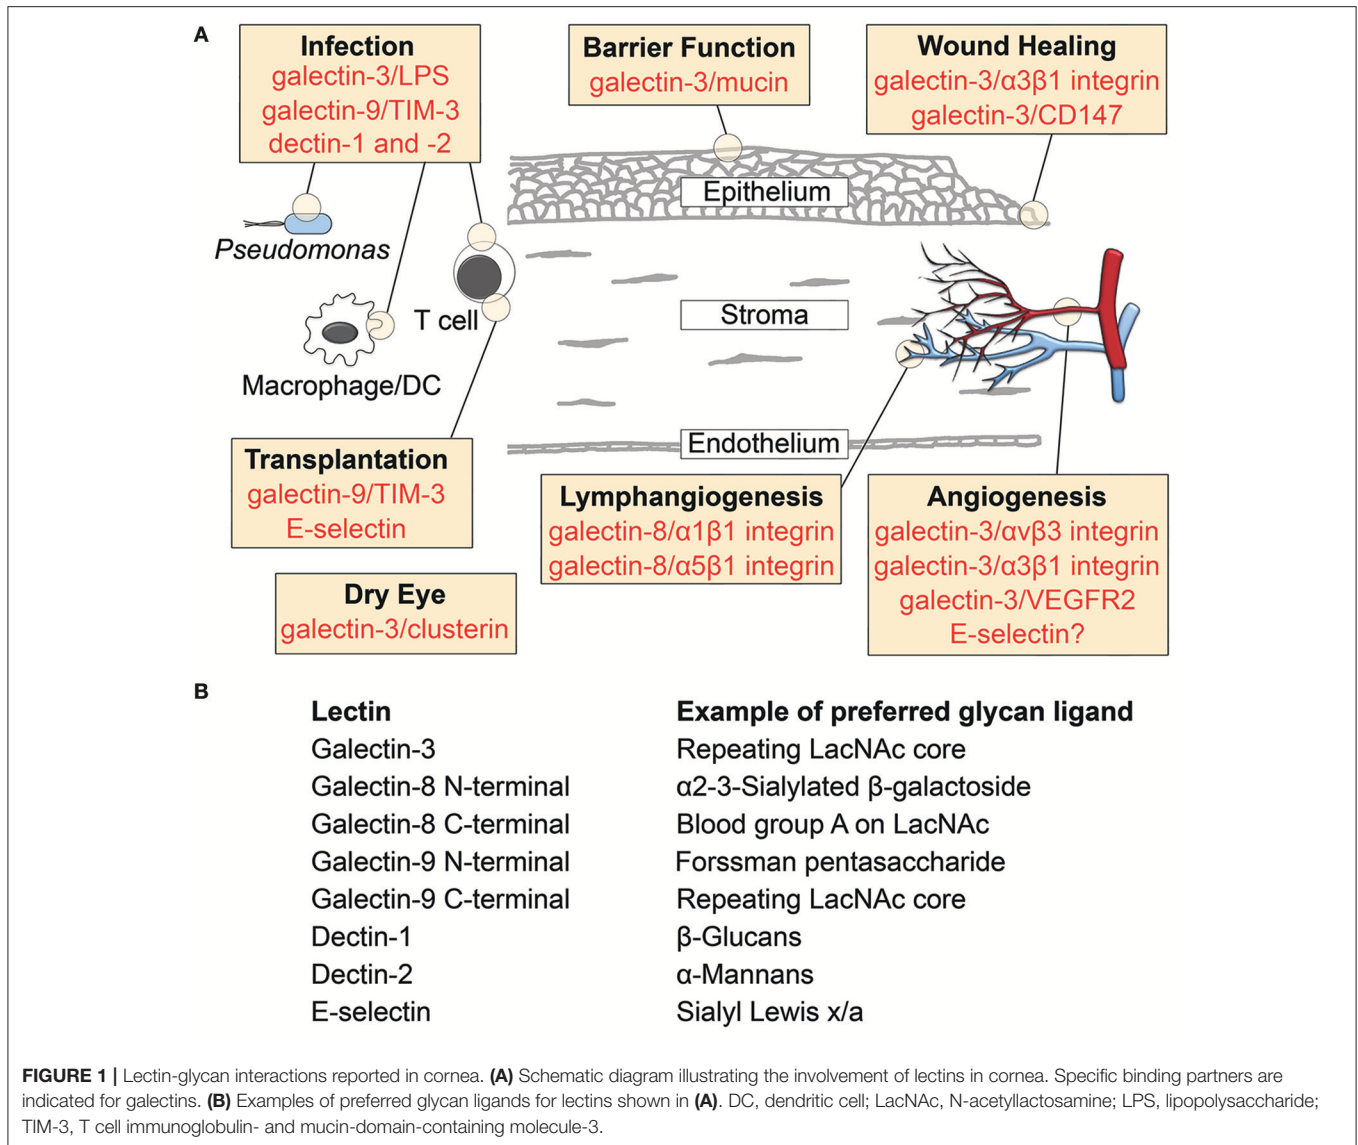 A
Infection
galectin-3/LPS
galectin-9/TIM-3
dectin-1 and -2
Barrier Function
galectin-3/mucin
Wound Healing
galectin-3/α3β1 integrin
galectin-3/CD147
Epithelium
Pseudomonas
T cell
Stroma
Macrophage/DC
Endothelium
Transplantation
galectin-9/TIM-3
E-selectin
Lymphangiogenesis
galectin-8/α1β1 integrin
galectin-8/α5β1 integrin
Angiogenesis
galectin-3/αvβ3 integrin
galectin-3/α3β1 integrin
galectin-3/VEGFR2
E-selectin?
Dry Eye
galectin-3/clusterin
B
Lectin Example of preferred glycan ligand
Galectin-3 Repeating LacNAc core
Galectin-8 N-terminal α2-3-Sialylated β-galactoside
Galectin-8 C-terminal Blood group A on LacNAc
Galectin-9 N-terminal Forssman pentasaccharide
Galectin-9 C-terminal Repeating LacNAc core
Dectin-1 β-Glucans
Dectin-2 α-Mannans
E-selectin Sialyl Lewis x/a
FIGURE 1 | Lectin-glycan interactions reported in cornea. (A) Schematic diagram illustrating the involvement of lectins in cornea. Specific binding partners are
indicated for galectins. (B) Examples of preferred glycan ligands for lectins shown in (A). DC, dendritic cell; LacNAc, N-acetyllactosamine; LPS, lipopolysaccharide;
TIM-3, T cell immunoglobulin- and mucin-domain-containing molecule-3.